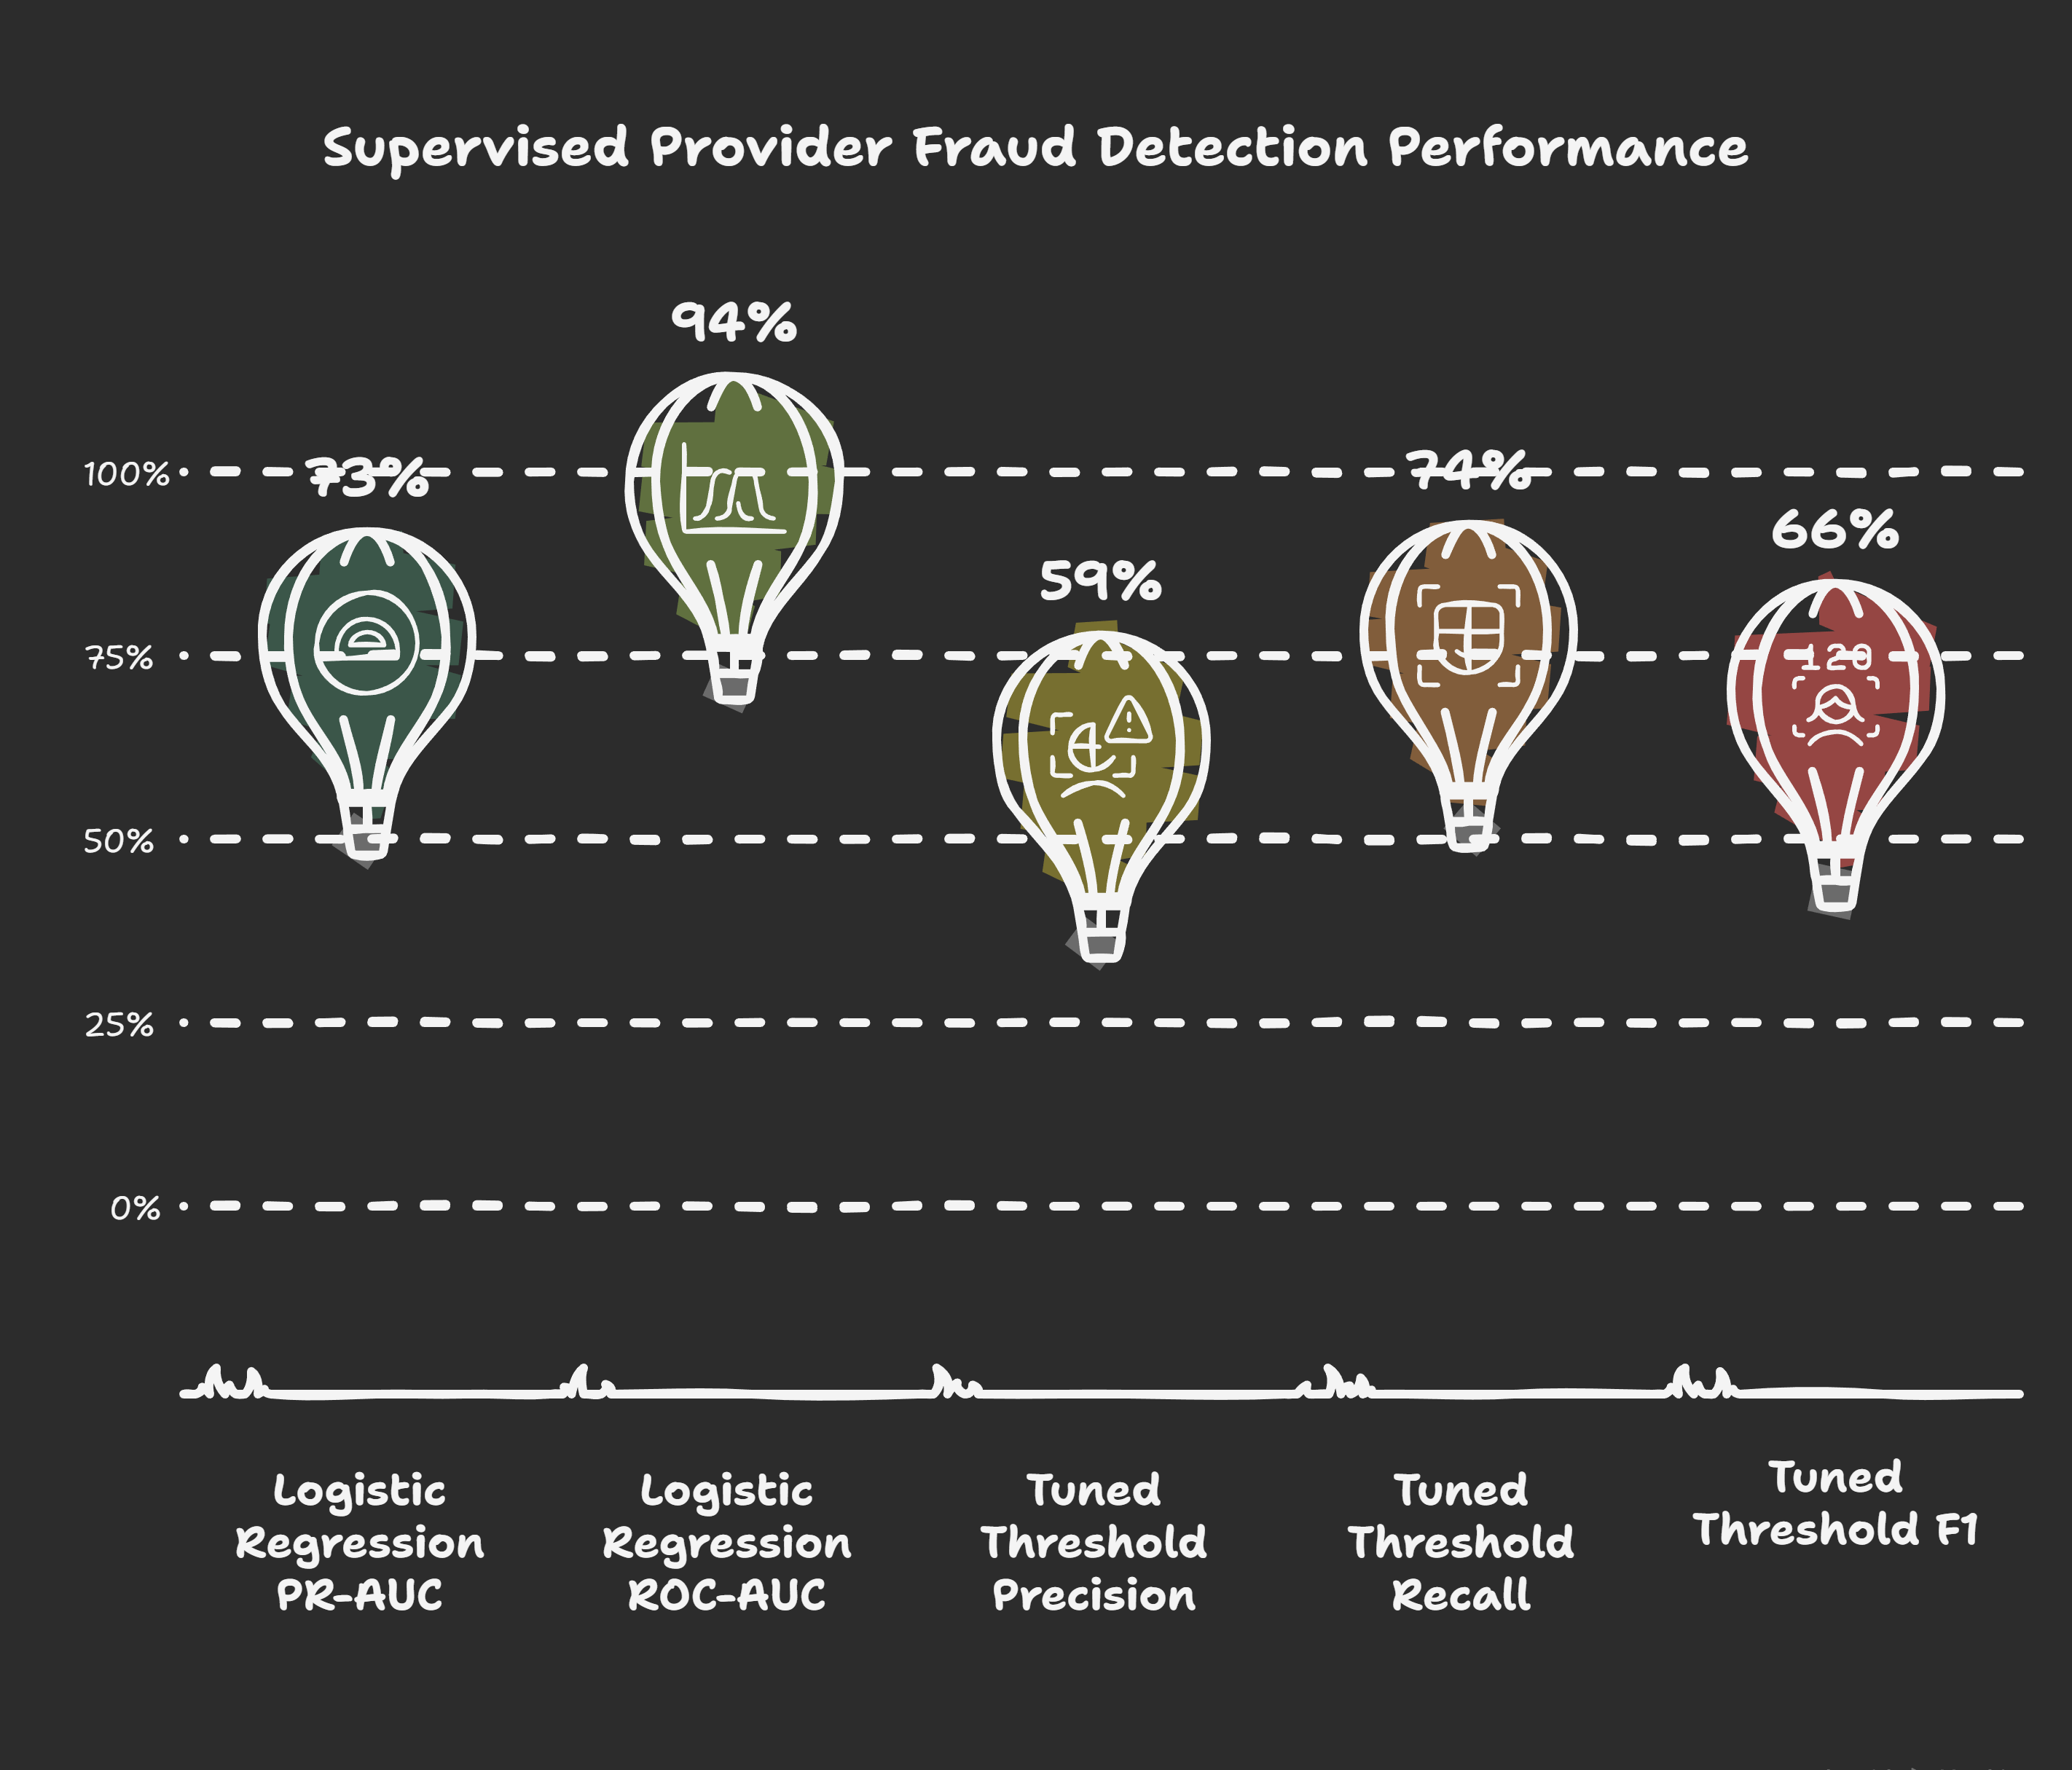 Supervised Provider Fraud Detection Performance
94%
100%
73%
74%
66%
59%
75%
50%
25%
0%
Logistic
Regression
PR-AUC
Logistic
Regression
ROC-AUC
Tuned
Threshold
Precision
Tuned
Threshold
Recall
Tuned
Threshold F1